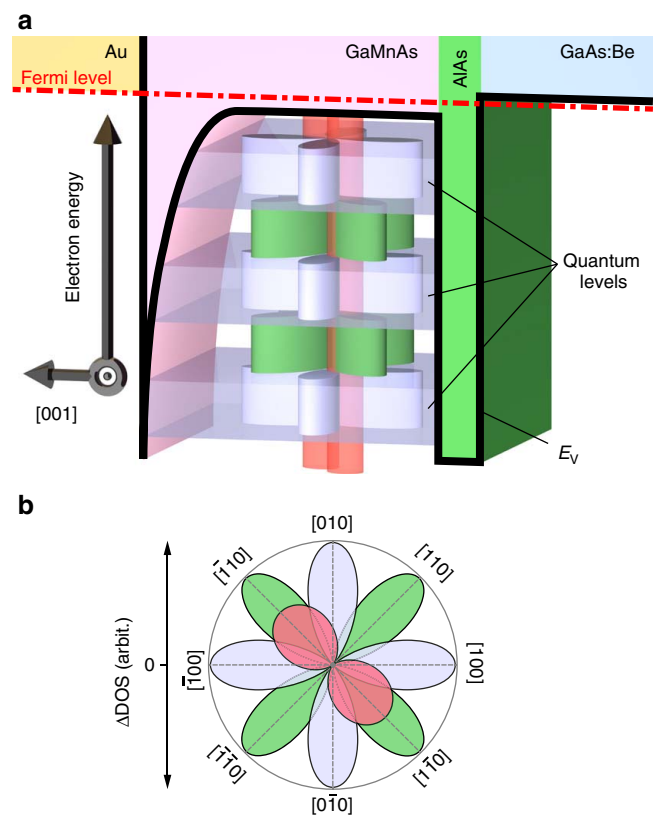 a
Au
GaMnAs
AlAs
GaAs:Be
Fermi level
Electron energy
Quantum
levels
[001]
E_V
b
[010]
[1̄10]
[110]
ΔDOS (arbit.)
0
[1̄00]
[100]
[1̄1̄0]
[11̄0]
[01̄0]